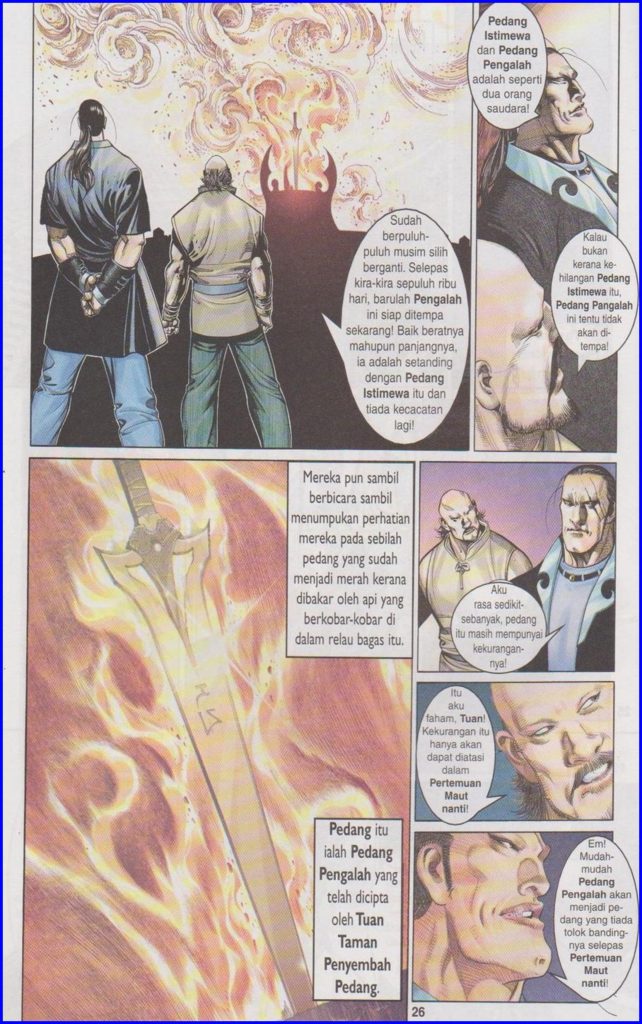 Sudah
berpuluh-
puluh musim silih
berganti. Selepas
kira-kira sepuluh ribu
hari, barulah Pengalah
ini siap ditempa
sekarang! Baik beratnya
mahupun panjangnya,
ia adalah setanding
dengan Pedang
Istimewa itu dan
tiada kecacatan
lagi!
Pedang
Istimewa
dan Pedang
Pengalah
adalah seperti
dua orang
saudara!
Kalau
bukan
kerana ke-
hilangan Pedang
Istimewa itu,
Pedang Pangalah
ini tentu tidak
akan di-
tempa!
Mereka pun sambil
berbicara sambil
menumpukan perhatian
mereka pada sebilah
pedang yang sudah
menjadi merah kerana
dibakar oleh api yang
berkobar-kobar di
dalam relau bagas itu.
Pedang itu
ialah Pedang
Pengalah yang
telah dicipta
oleh Tuan
Taman
Penyembah
Pedang.
Aku
rasa sedikit-
sebanyak, pedang
itu masih mempunyai
kekurangan-
nya!
Itu
aku
faham, Tuan!
Kekurangan itu
hanya akan
dapat diatasi
dalam
Pertemuan
Maut
nanti!
Em!
Mudah-
mudah
Pedang
Pengalah akan
menjadi pe-
dang yang tiada
tolok banding-
nya selepas
Pertemuan
Maut
nanti!
26